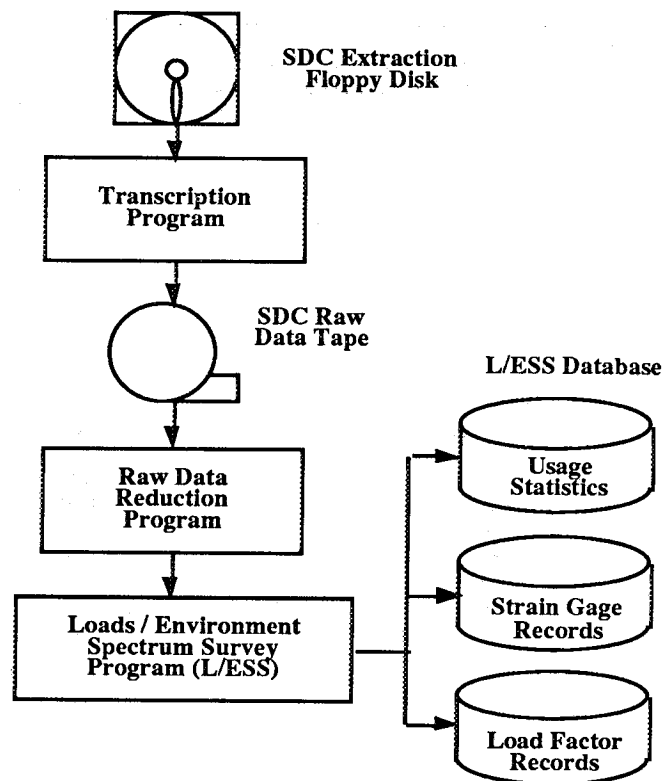 SDC Extraction
Floppy Disk
Transcription
Program
SDC Raw
Data Tape
L/ESS Database
Raw Data
Reduction
Program
Usage
Statistics
Loads / Environment
Spectrum Survey
Program (L/ESS)
Strain Gage
Records
Load Factor
Records